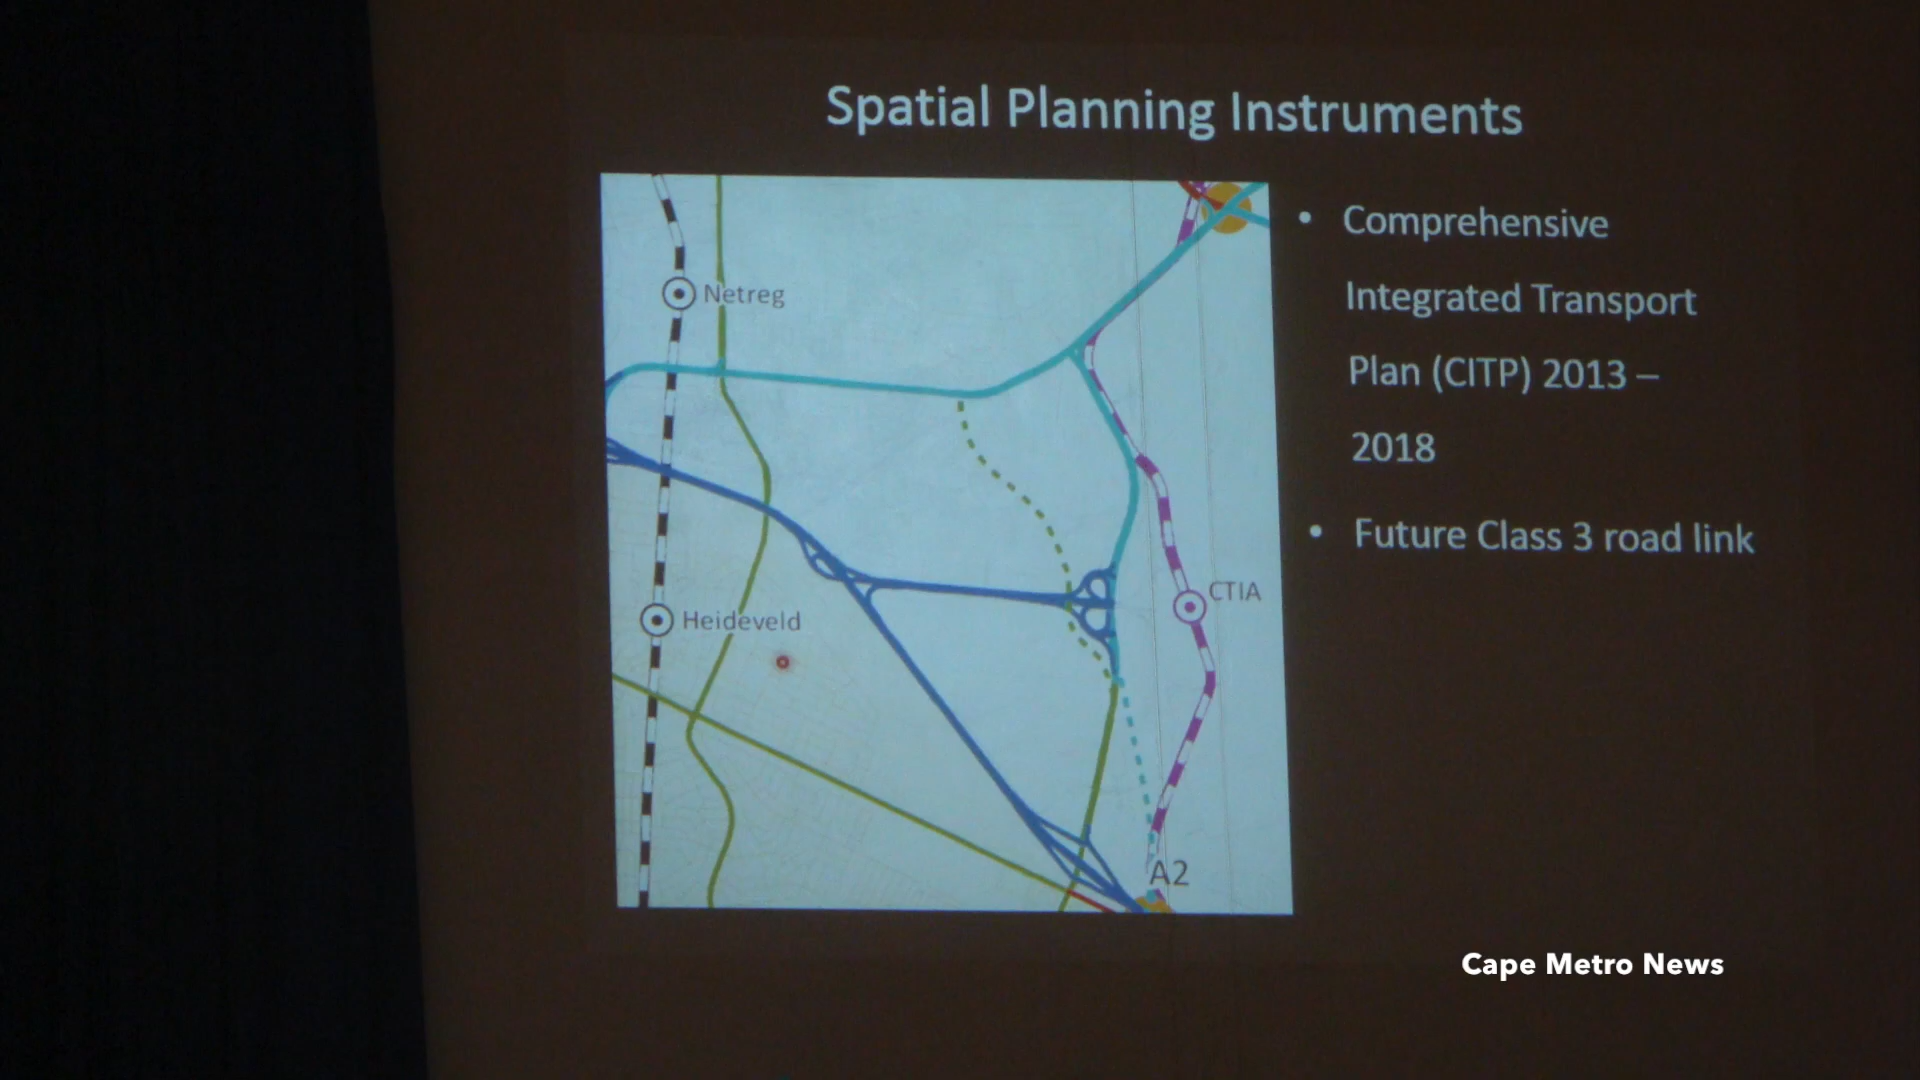 Spatial Planning Instruments
• Comprehensive
Integrated Transport
Plan (CITP) 2013 –
2018
• Future Class 3 road link
Netreg
CTIA
Heideveld
A2
Cape Metro News